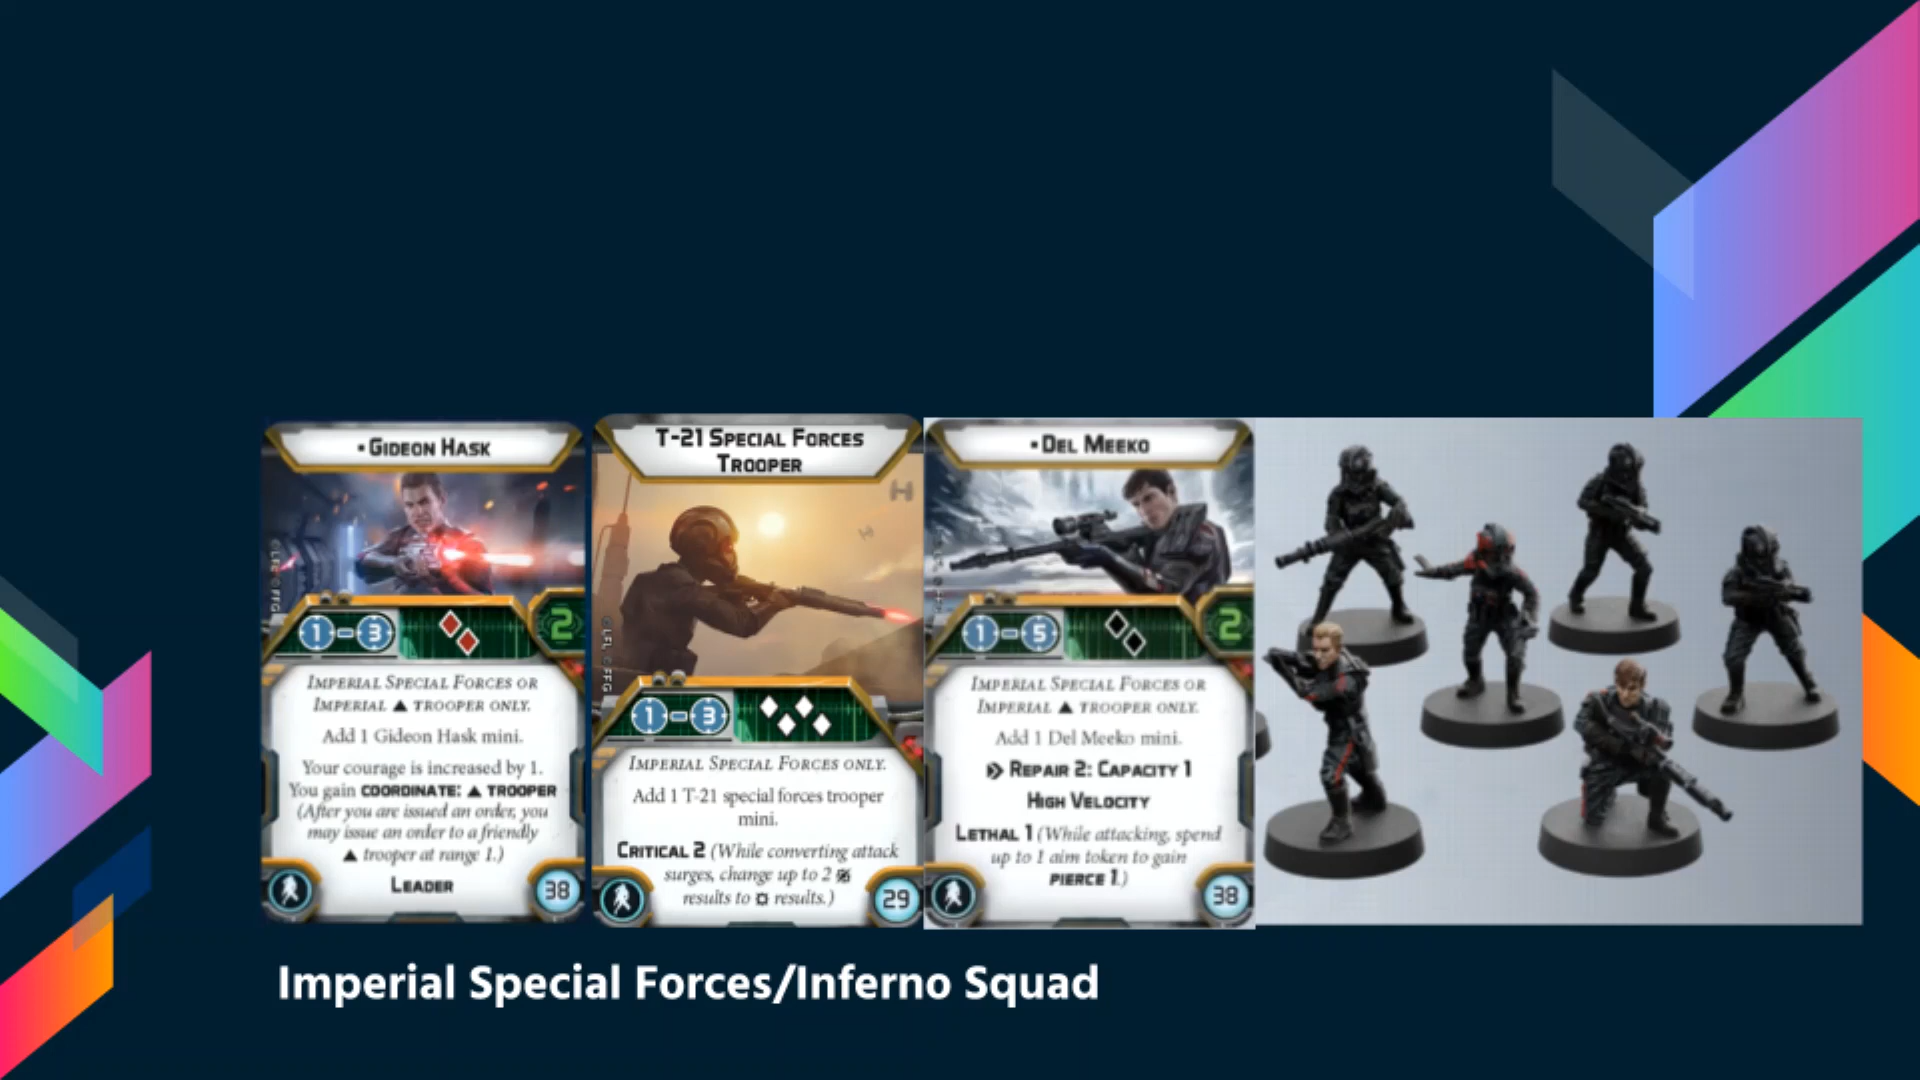 ▪ Gideon Hask
1 - 3
2
Imperial Special Forces or
Imperial ▲ trooper only.
Add 1 Gideon Hask mini.
Your courage is increased by 1.
You gain Coordinate: ▲ Trooper
(After you are issued an order, you
may issue an order to a friendly
▲ trooper at range 1.)
Leader
38
©LFL ©FFG
T-21 Special Forces
Trooper
1 - 3
Imperial Special Forces only.
Add 1 T-21 special forces trooper
mini.
Critical 2 (While converting attack
surges, change up to 2
results to results.)
29
©LFL ©FFG
▪ Del Meeko
1 - 5
2
Imperial Special Forces or
Imperial ▲ trooper only.
Add 1 Del Meeko mini.
Repair 2: Capacity 1
High Velocity
Lethal 1 (While attacking, spend
up to 1 aim token to gain
Pierce 1.)
38
Imperial Special Forces/Inferno Squad